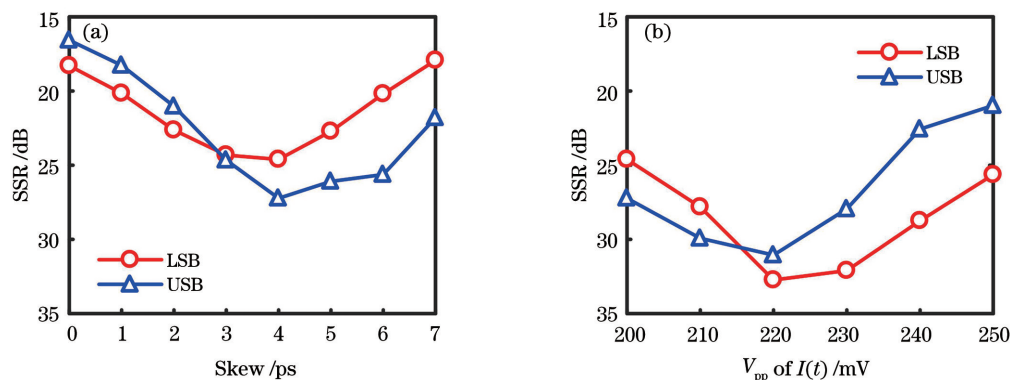 (a)
15
20
25
30
35
SSR /dB
LSB
USB
0 1 2 3 4 5 6 7
Skew /ps
(b)
15
20
25
30
35
SSR /dB
LSB
USB
200 210 220 230 240 250
Vpp of I(t) /mV